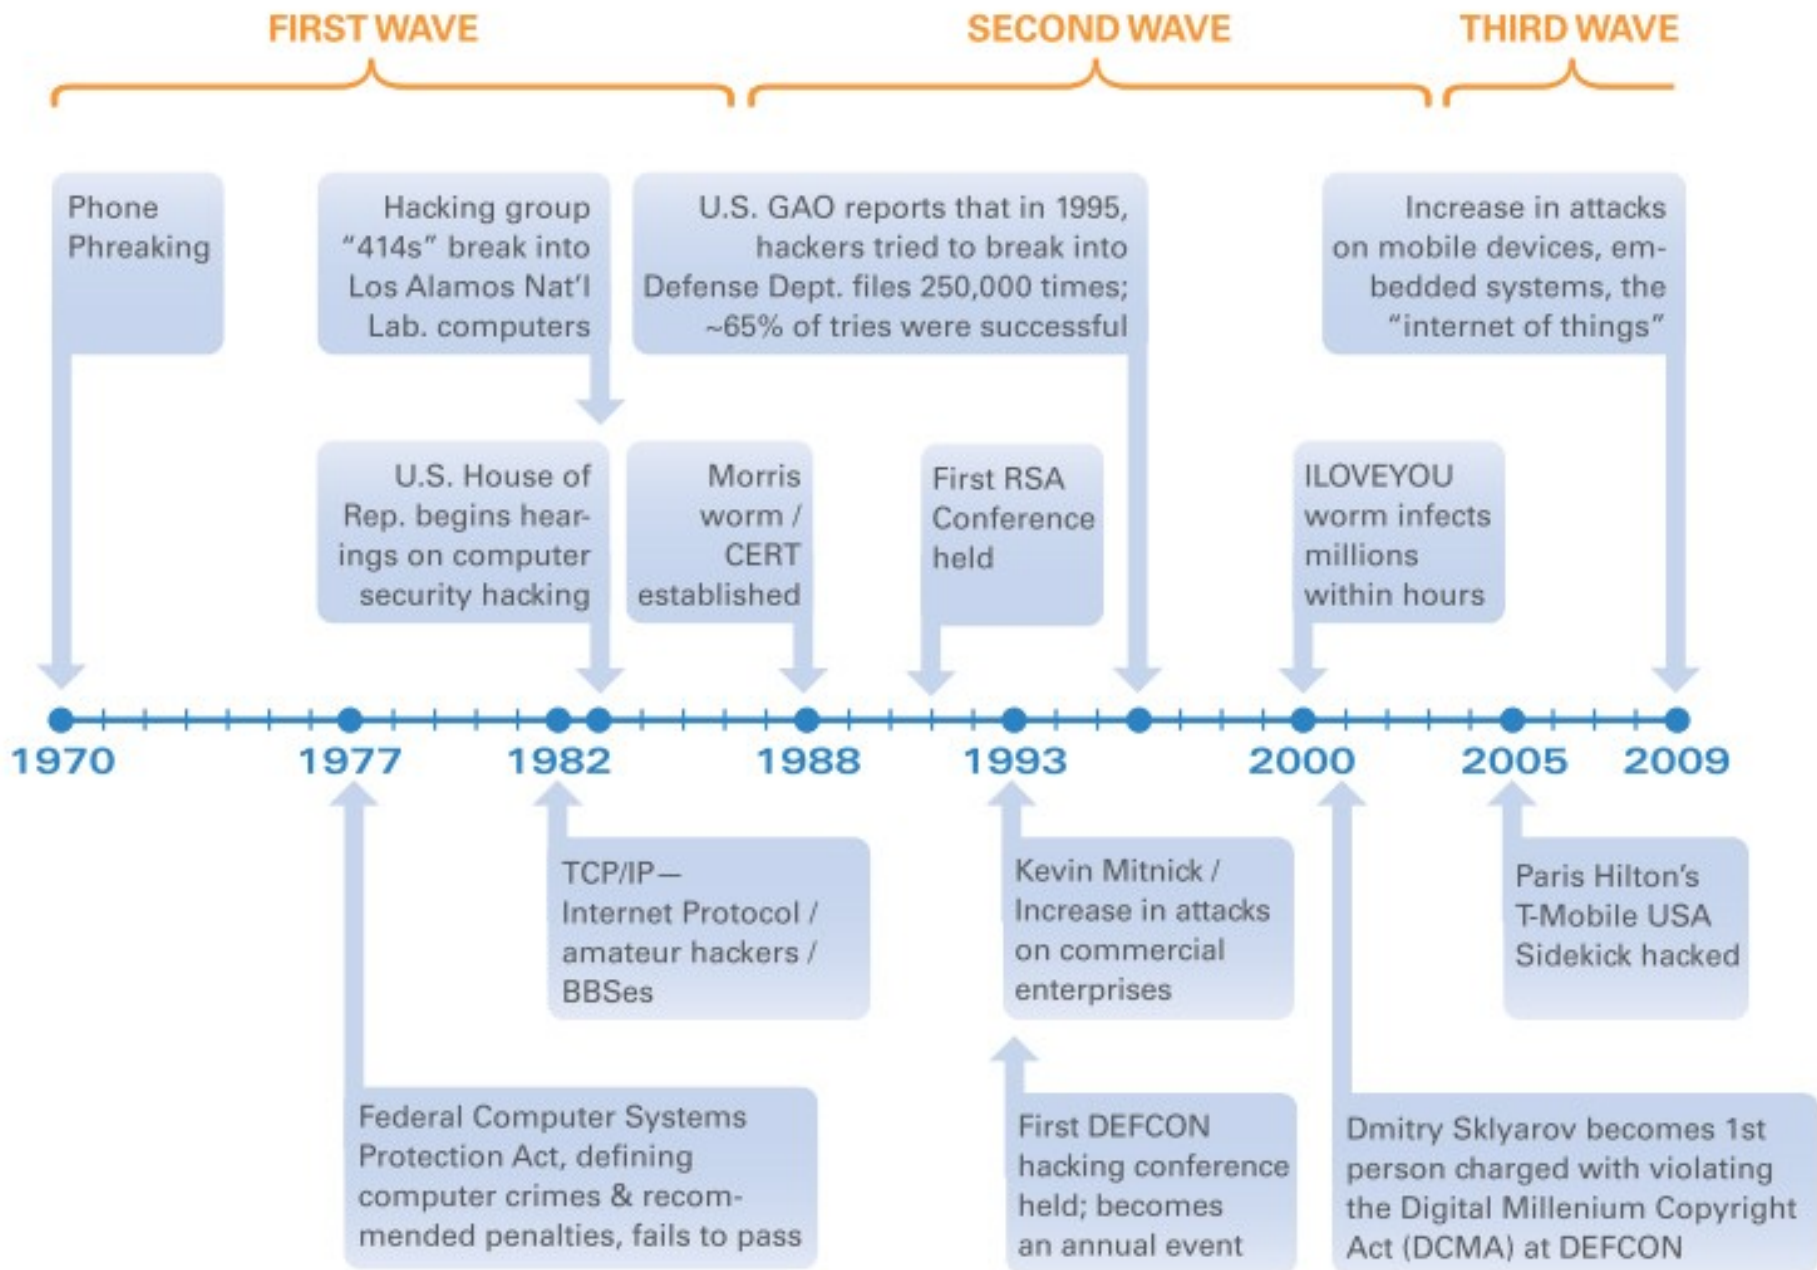 FIRST WAVE
SECOND WAVE
THIRD WAVE
Phone
Phreaking
Hacking group
“414s” break into
Los Alamos Nat’l
Lab. computers
U.S. GAO reports that in 1995,
hackers tried to break into
Defense Dept. files 250,000 times;
~65% of tries were successful
Increase in attacks
on mobile devices, em-
bedded systems, the
“internet of things”
U.S. House of
Rep. begins hear-
ings on computer
security hacking
Morris
worm /
CERT
established
First RSA
Conference
held
ILOVEYOU
worm infects
millions
within hours
1970
1977
1982
1988
1993
2000
2005
2009
TCP/IP—
Internet Protocol /
amateur hackers /
BBSes
Kevin Mitnick /
Increase in attacks
on commercial
enterprises
Paris Hilton’s
T-Mobile USA
Sidekick hacked
Federal Computer Systems
Protection Act, defining
computer crimes & recom-
mended penalties, fails to pass
First DEFCON
hacking conference
held; becomes
an annual event
Dmitry Sklyarov becomes 1st
person charged with violating
the Digital Millenium Copyright
Act (DCMA) at DEFCON